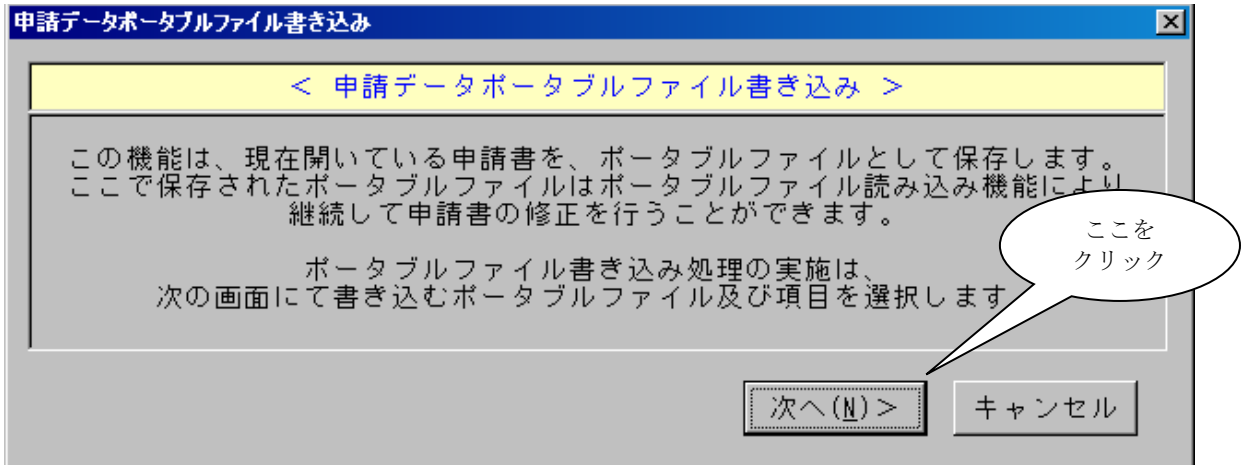 申請データポータブルファイル書き込み
< 申請データポータブルファイル書き込み >
この機能は、現在開いている申請書を、ポータブルファイルとして保存します。
ここで保存されたポータブルファイルはポータブルファイル読み込み機能により
継続して申請書の修正を行うことができます。
ポータブルファイル書き込み処理の実施は、
次の画面にて書き込むポータブルファイル及び項目を選択します
ここを
クリック
次へ(N)>
キャンセル